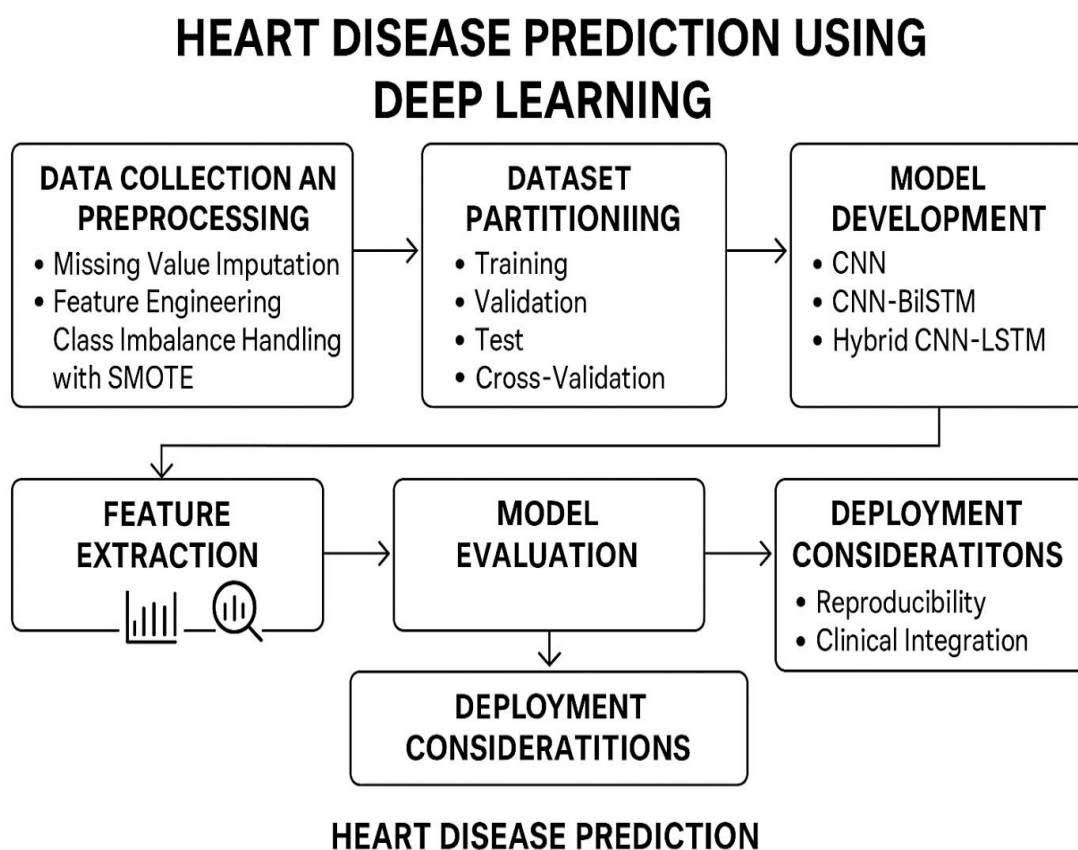 HEART DISEASE PREDICTION USING
DEEP LEARNING
DATA COLLECTION AN
PREPROCESSING
• Missing Value Imputation
• Feature Engineering
Class Imbalance Handling
with SMOTE
DATASET
PARTITIONIING
• Training
• Validation
• Test
• Cross-Validation
MODEL
DEVELOPMENT
• CNN
• CNN-BilSTM
• Hybrid CNN-LSTM
FEATURE
EXTRACTION
MODEL
EVALUATION
DEPLOYMENT
CONSIDERATITONS
• Reproducibility
• Clinical Integration
DEPLOYMENT
CONSIDERATITIONS
HEART DISEASE PREDICTION